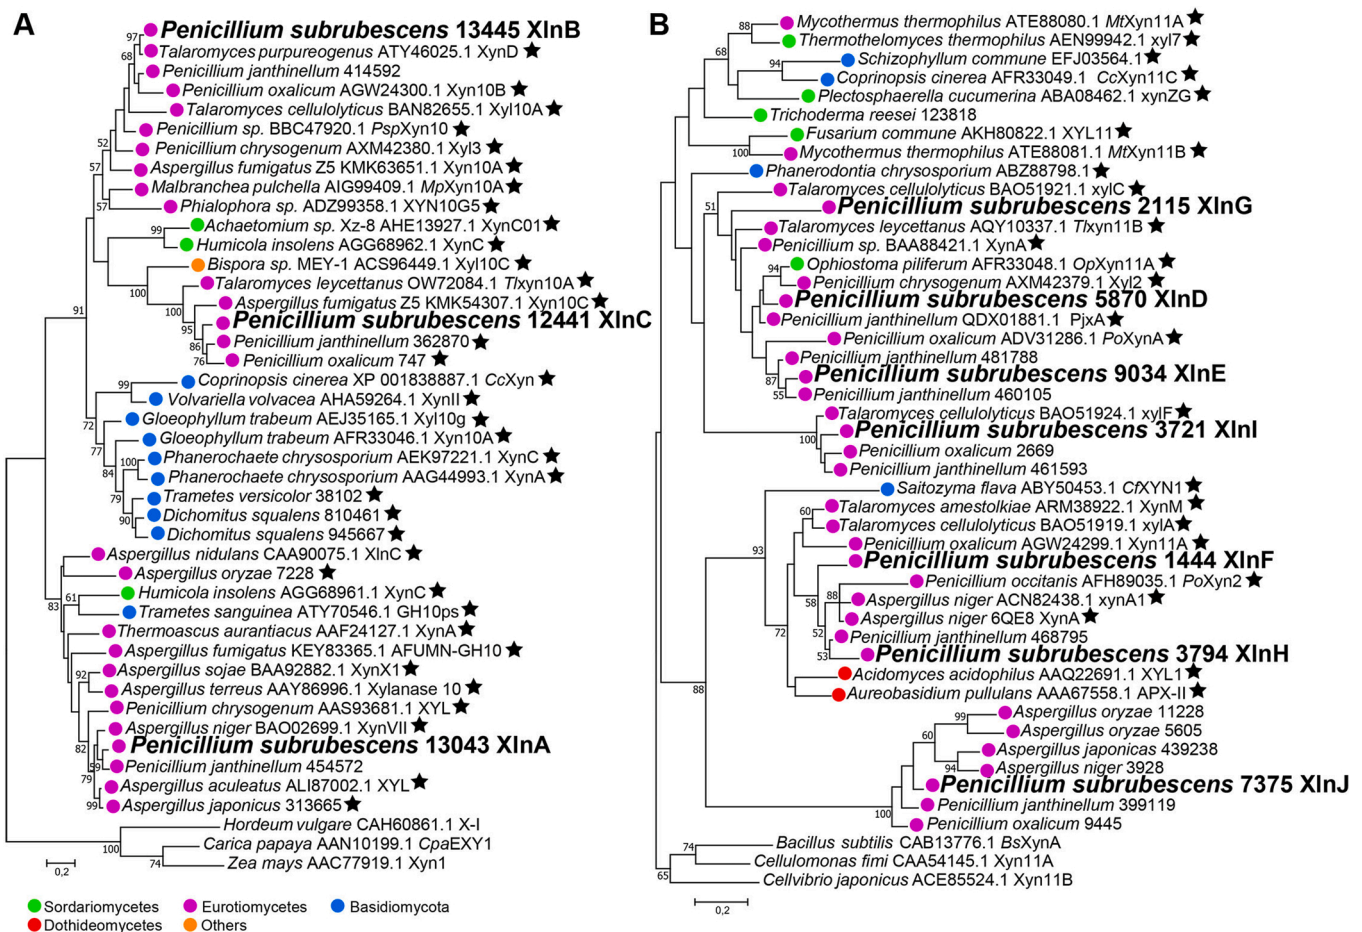 A
97
Penicillium subrubescens 13445 XlnB
Talaromyces purpureogenus ATY46025.1 XynD
68
Penicillium janthinellum 414592
Penicillium oxalicum AGW24300.1 Xyn10B
Talaromyces cellulolyticus BAN82655.1 Xyl10A
Penicillium sp. BBC47920.1 PspXyn10
52
Penicillium chrysogenum AXM42380.1 Xyl3
57
Aspergillus fumigatus Z5 KMK63651.1 Xyn10A
Malbranchea pulchella AIG99409.1 MpXyn10A
57
Phialophora sp. ADZ99358.1 XYN10G5
99
Achaetomium sp. Xz-8 AHE13927.1 XynC01
Humicola insolens AGG68962.1 XynC
Bispora sp. MEY-1 ACS96449.1 Xyl10C
100
Talaromyces leycettanus OW72084.1 Tlxyn10A
100
Aspergillus fumigatus Z5 KMK54307.1 Xyn10C
91
95
Penicillium subrubescens 12441 XlnC
86
Penicillium janthinellum 362870
76
Penicillium oxalicum 747
99
Coprinopsis cinerea XP 001838887.1 CcXyn
Volvariella volvacea AHA59264.1 XynII
72
Gloeophyllum trabeum AEJ35165.1 Xyl10g
77
Gloeophyllum trabeum AFR33046.1 Xyn10A
100
Phanerochaete chrysosporium AEK97221.1 XynC
84
Phanerochaete chrysosporium AAG44993.1 XynA
79
Trametes versicolor 38102
90
Dichomitus squalens 810461
Dichomitus squalens 945667
Aspergillus nidulans CAA90075.1 XlnC
Aspergillus oryzae 7228
83
61
Humicola insolens AGG68961.1 XynC
Trametes sanguinea ATY70546.1 GH10ps
Thermoascus aurantiacus AAF24127.1 XynA
Aspergillus fumigatus KEY83365.1 AFUMN-GH10
92
Aspergillus sojae BAA92882.1 XynX1
Aspergillus terreus AAY86996.1 Xylanase 10
Penicillium chrysogenum AAS93681.1 XYL
Aspergillus niger BAO02699.1 XynVII
82
Penicillium subrubescens 13043 XlnA
59
Penicillium janthinellum 454572
79
Aspergillus aculeatus ALI87002.1 XYL
99
Aspergillus japonicus 313665
Hordeum vulgare CAH60861.1 X-I
100
Carica papaya AAN10199.1 CpaEXY1
74
Zea mays AAC77919.1 Xyn1
0,2
B
88
Mycothermus thermophilus ATE88080.1 MtXyn11A
Thermothelomyces thermophilus AEN99942.1 xyl7
68
94
Schizophyllum commune EFJ03564.1
Coprinopsis cinerea AFR33049.1 CcXyn11C
Plectosphaerella cucumerina ABA08462.1 xynZG
Trichoderma reesei 123818
Fusarium commune AKH80822.1 XYL11
100
Mycothermus thermophilus ATE88081.1 MtXyn11B
Phanerodontia chrysosporium ABZ88798.1
Talaromyces cellulolyticus BAO51921.1 xylC
51
Penicillium subrubescens 2115 XlnG
Talaromyces leycettanus AQY10337.1 Tlxyn11B
Penicillium sp. BAA88421.1 XynA
94
Ophiostoma piliferum AFR33048.1 OpXyn11A
Penicillium chrysogenum AXM42379.1 Xyl2
Penicillium subrubescens 5870 XlnD
Penicillium janthinellum QDX01881.1 PjxA
Penicillium oxalicum ADV31286.1 PoXynA
Penicillium janthinellum 481788
87
Penicillium subrubescens 9034 XlnE
55
Penicillium janthinellum 460105
Talaromyces cellulolyticus BAO51924.1 xylF
100
Penicillium subrubescens 3721 XlnI
Penicillium oxalicum 2669
Penicillium janthinellum 461593
Saitozyma flava ABY50453.1 CfXYN1
Talaromyces amestolkiae ARM38922.1 XynM
60
Talaromyces cellulolyticus BAO51919.1 xylA
Penicillium oxalicum AGW24299.1 Xyn11A
93
Penicillium subrubescens 1444 XlnF
Penicillium occitanis AFH89035.1 PoXyn2
58
88
Aspergillus niger ACN82438.1 xynA1
Aspergillus niger 6QE8 XynA
72
52
Penicillium janthinellum 468795
53
Penicillium subrubescens 3794 XlnH
Acidomyces acidophilus AAQ22691.1 XYL1
88
Aureobasidium pullulans AAA67558.1 APX-II
99
Aspergillus oryzae 11228
Aspergillus oryzae 5605
60
Aspergillus japonicas 439238
94
Aspergillus niger 3928
Penicillium subrubescens 7375 XlnJ
Penicillium janthinellum 399119
100
Penicillium oxalicum 9445
74
Bacillus subtilis CAB13776.1 BsXynA
Cellulomonas fimi CAA54145.1 Xyn11A
65
Cellvibrio japonicus ACE85524.1 Xyn11B
0,2
Sordariomycetes Eurotiomycetes Basidiomycota
Dothideomycetes Others